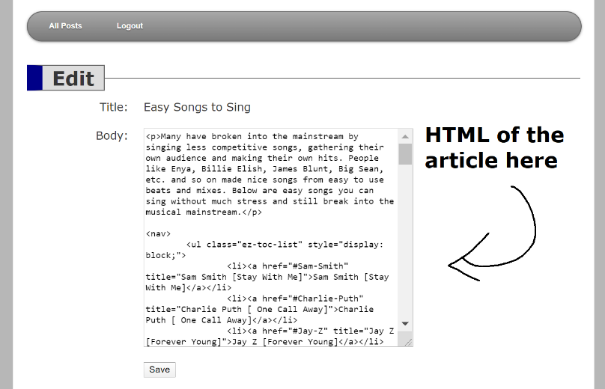 All Posts Logout
Edit
Title: Easy Songs to Sing
Body:
<p>Many have broken into the mainstream by
singing less competitive songs, gathering their
own audience and making their own hits. People
like Enya, Billie Elish, James Blunt, Big Sean,
etc. and so on made nice songs from easy to use
beats and mixes. Below are easy songs you can
sing without much stress and still break into the
musical mainstream.</p>
<nav>
<ul class="ez-toc-list" style="display:
block;">
<li><a href="#Sam-Smith"
title="Sam Smith [Stay With Me]">Sam Smith [Stay
With Me]</a></li>
<li><a href="#Charlie-Puth"
title="Charlie Puth [ One Call Away]">Charlie
Puth [ One Call Away]</a></li>
<li><a href="#Jay-Z" title="Jay Z
[Forever Young]">Jay Z [Forever Young]</a></li>
HTML of the
article here
Save